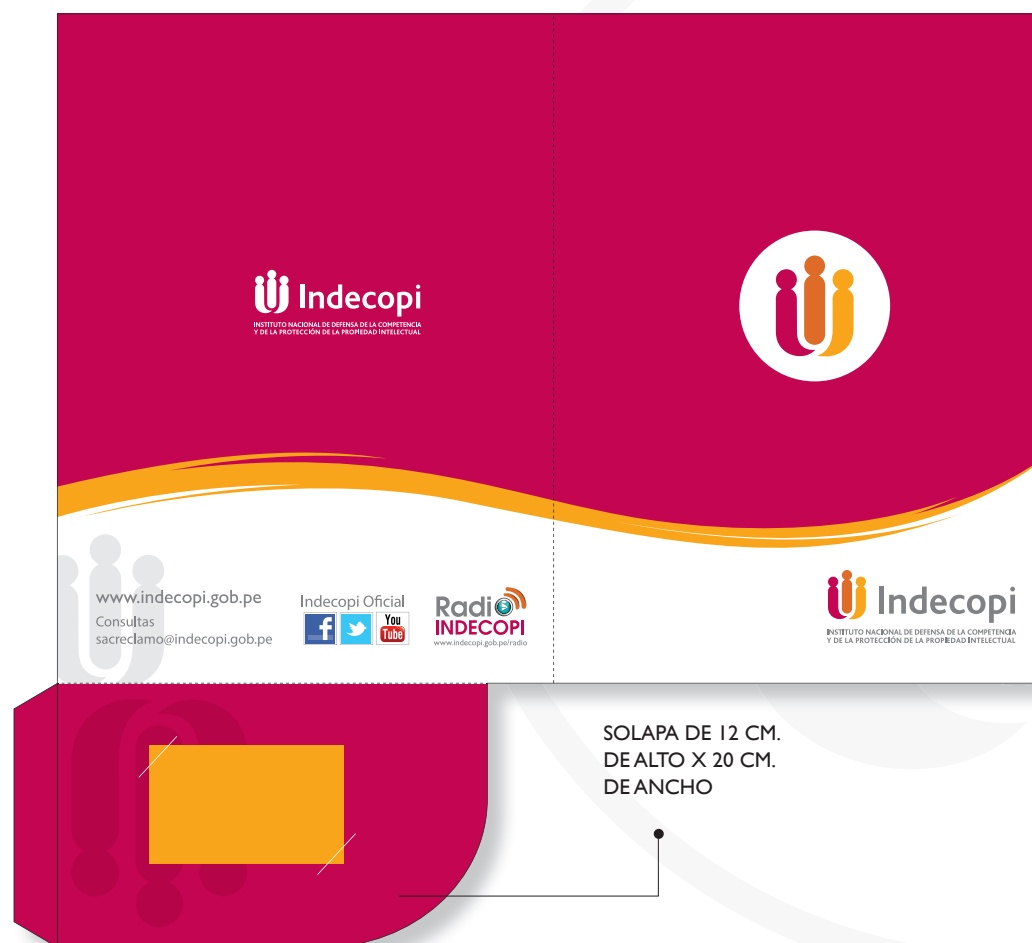 Indecopi
INSTITUTO NACIONAL DE DEFENSA DE LA COMPETENCIA
Y DE LA PROTECCIÓN DE LA PROPIEDAD INTELECTUAL
www.indecopi.gob.pe
Consultas
sacreclamo@indecopi.gob.pe
Indecopi Oficial
f
You
Tube
Radio
INDECOPI
www.indecopi.gob.pe/radio
Indecopi
INSTITUTO NACIONAL DE DEFENSA DE LA COMPETENCIA
Y DE LA PROTECCIÓN DE LA PROPIEDAD INTELECTUAL
SOLAPA DE 12 CM.
DE ALTO X 20 CM.
DE ANCHO